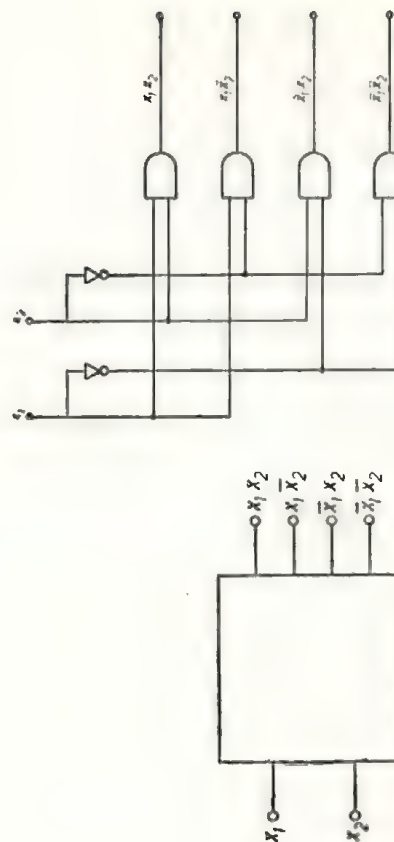 x₂
x₁
x₁x₂
x₁x̄₂
x̄₁x₂
x̄₁x̄₂
X₁
X₂
X₁ X₂
X₁ X̄₂
X̄₁ X₂
X̄₁ X̄₂